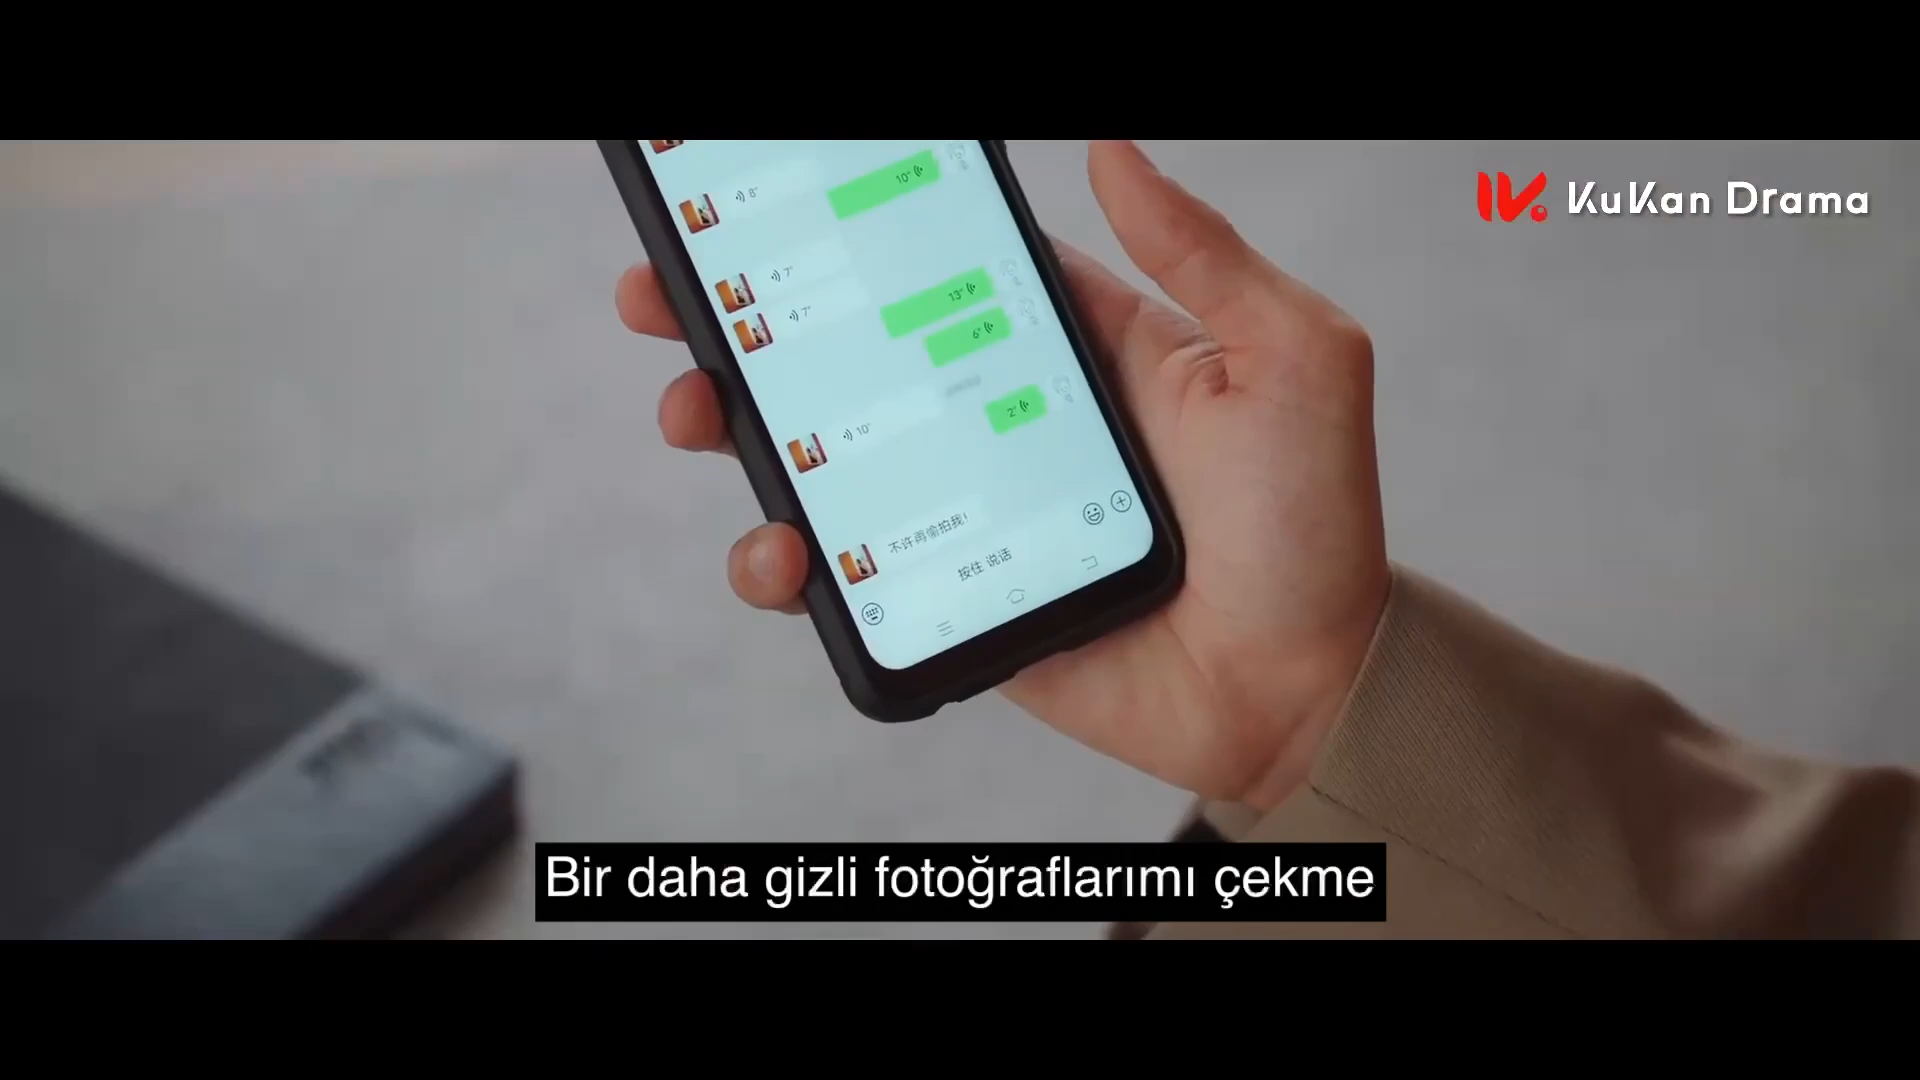 KuKan Drama
10"
8"
7"
13"
7"
6"
2"
10"
不许再偷拍我!
按住 说话
Bir daha gizli fotoğraflarımı çekme